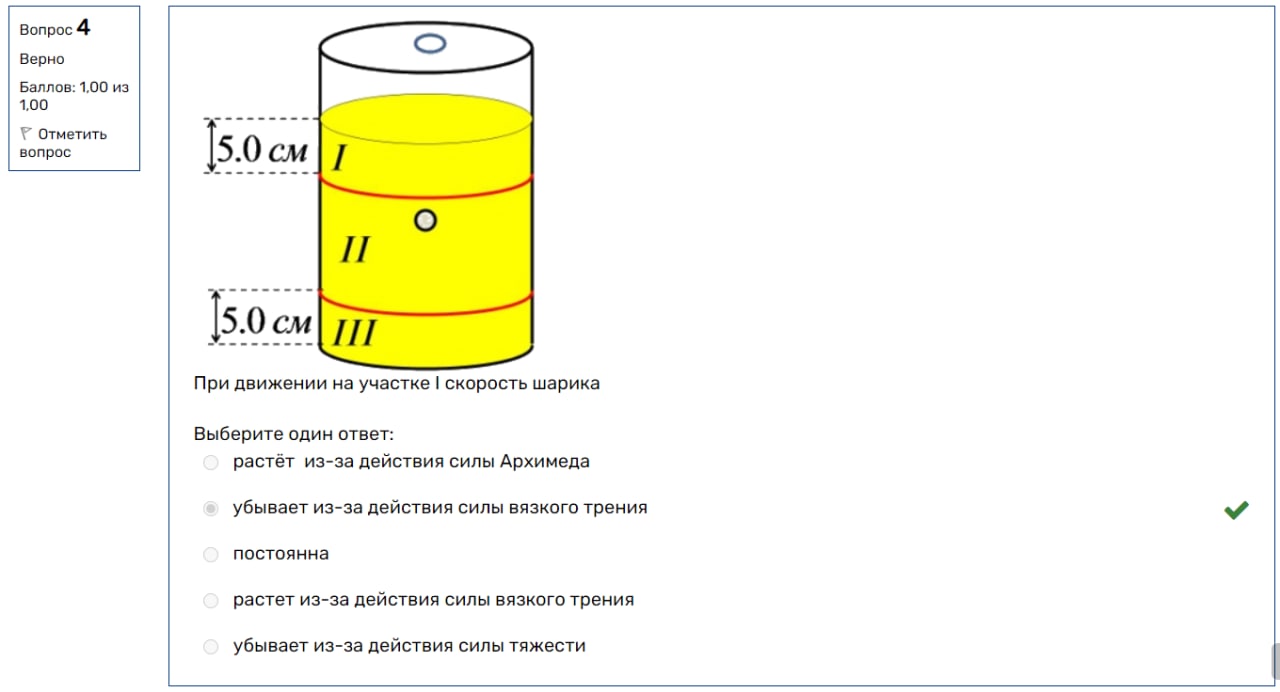 Вопрос 4
Верно
Баллов: 1,00 из
1,00
Отметить
вопрос
5.0 см
I
II
5.0 см
III
При движении на участке I скорость шарика
Выберите один ответ:
растёт из-за действия силы Архимеда
убывает из-за действия силы вязкого трения
постоянна
растет из-за действия силы вязкого трения
убывает из-за действия силы тяжести